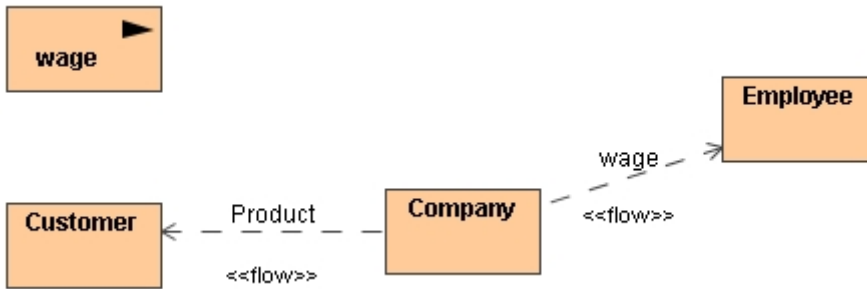 wage
Employee
wage
<<flow>>
Customer
Product
<<flow>>
Company